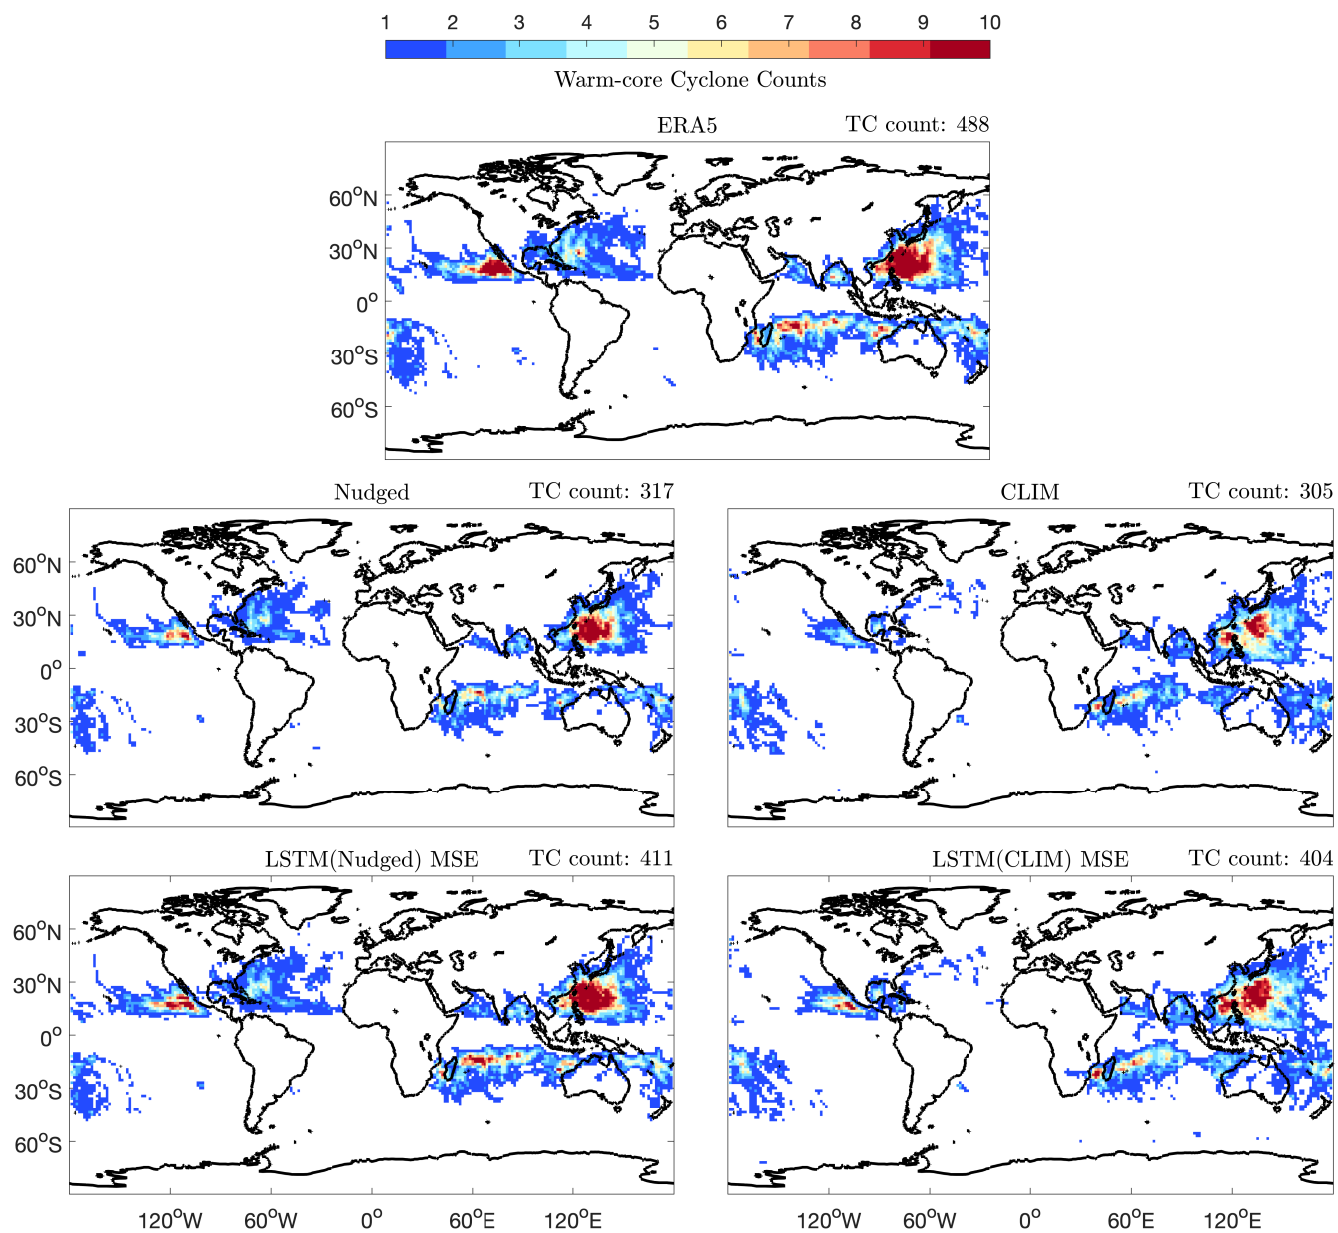 1 2 3 4 5 6 7 8 9 10
Warm-core Cyclone Counts
ERA5 TC count: 488
60°N
30°N
0°
30°S
60°S
Nudged TC count: 317
CLIM TC count: 305
60°N
30°N
0°
30°S
60°S
LSTM(Nudged) MSE TC count: 411
LSTM(CLIM) MSE TC count: 404
60°N
30°N
0°
30°S
60°S
120°W 60°W 0° 60°E 120°E
120°W 60°W 0° 60°E 120°E